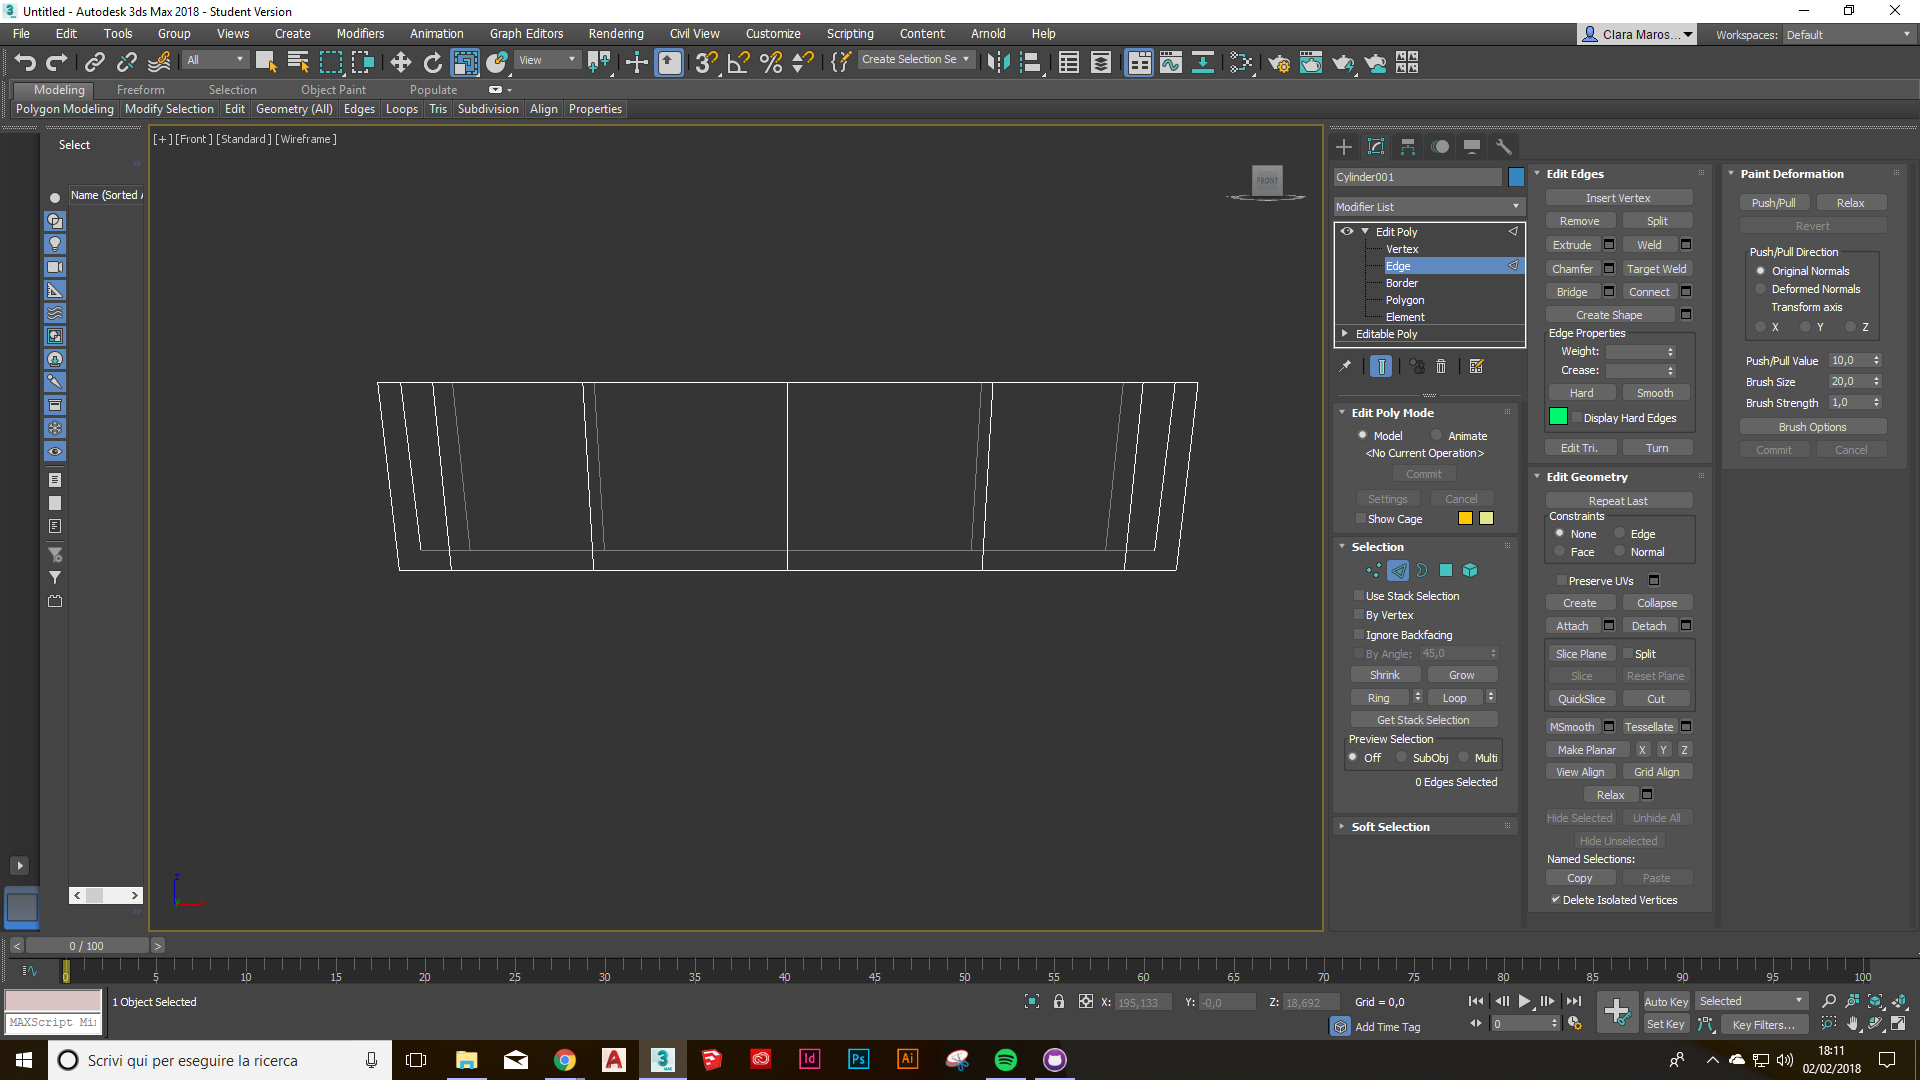 Untitled - Autodesk 3ds Max 2018 - Student Version
File Edit Tools Group Views Create Modifiers Animation Graph Editors Rendering Civil View Customize Scripting Content Arnold Help
Clara Maros... Workspaces: Default
All View Create Selection Se
Modeling Freeform Selection Object Paint Populate
Polygon Modeling Modify Selection Edit Geometry (All) Edges Loops Tris Subdivision Align Properties
Select
Name (Sorted A
[+] [Front] [Standard] [Wireframe]
FRONT
z
Cylinder001
Modifier List
Edit Poly
Vertex
Edge
Border
Polygon
Element
Editable Poly
Edit Poly Mode
Model Animate
<No Current Operation>
Commit
Settings Cancel
Show Cage
Selection
Use Stack Selection
By Vertex
Ignore Backfacing
By Angle: 45,0
Shrink Grow
Ring Loop
Get Stack Selection
Preview Selection
Off SubObj Multi
0 Edges Selected
Soft Selection
Edit Edges
Insert Vertex
Remove Split
Extrude Weld
Chamfer Target Weld
Bridge Connect
Create Shape
Edge Properties
Weight:
Crease:
Hard Smooth
Display Hard Edges
Edit Tri. Turn
Edit Geometry
Repeat Last
Constraints
None Edge
Face Normal
Preserve UVs
Create Collapse
Attach Detach
Slice Plane Split
Slice Reset Plane
QuickSlice Cut
MSmooth Tessellate
Make Planar X Y Z
View Align Grid Align
Relax
Hide Selected Unhide All
Hide Unselected
Named Selections:
Copy Paste
Delete Isolated Vertices
Paint Deformation
Push/Pull Relax
Revert
Push/Pull Direction
Original Normals
Deformed Normals
Transform axis
X Y Z
Push/Pull Value 10,0
Brush Size 20,0
Brush Strength 1,0
Brush Options
Commit Cancel
< 0 / 100 >
0 5 10 15 20 25 30 35 40 45 50 55 60 65 70 75 80 85 90 95 100
1 Object Selected
X: 195,133 Y: -0,0 Z: 18,692 Grid = 0,0
Auto Key Selected
MAXScript Mi
Add Time Tag
0
Set Key Key Filters...
Scrivi qui per eseguire la ricerca
18:11
02/02/2018